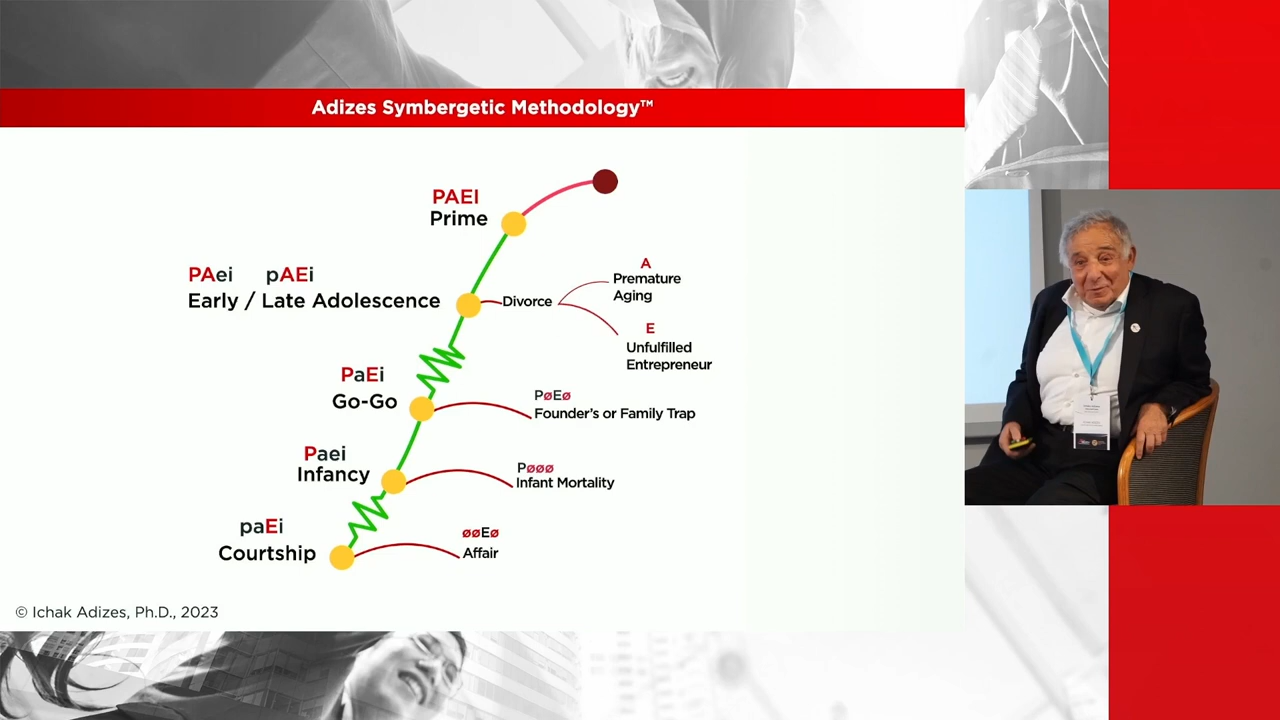 Adizes Symbergetic Methodology™
PAEI
Prime
PAei pAEi
Early / Late Adolescence
Divorce
A
Premature
Aging
E
Unfulfilled
Entrepreneur
PaEi
Go-Go
PøEø
Founder's or Family Trap
Paei
Infancy
Pøøø
Infant Mortality
paEi
Courtship
øøEø
Affair
© Ichak Adizes, Ph.D., 2023